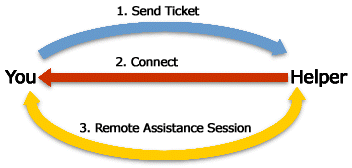 1. Send Ticket
2. Connect
You
Helper
3. Remote Assistance Session